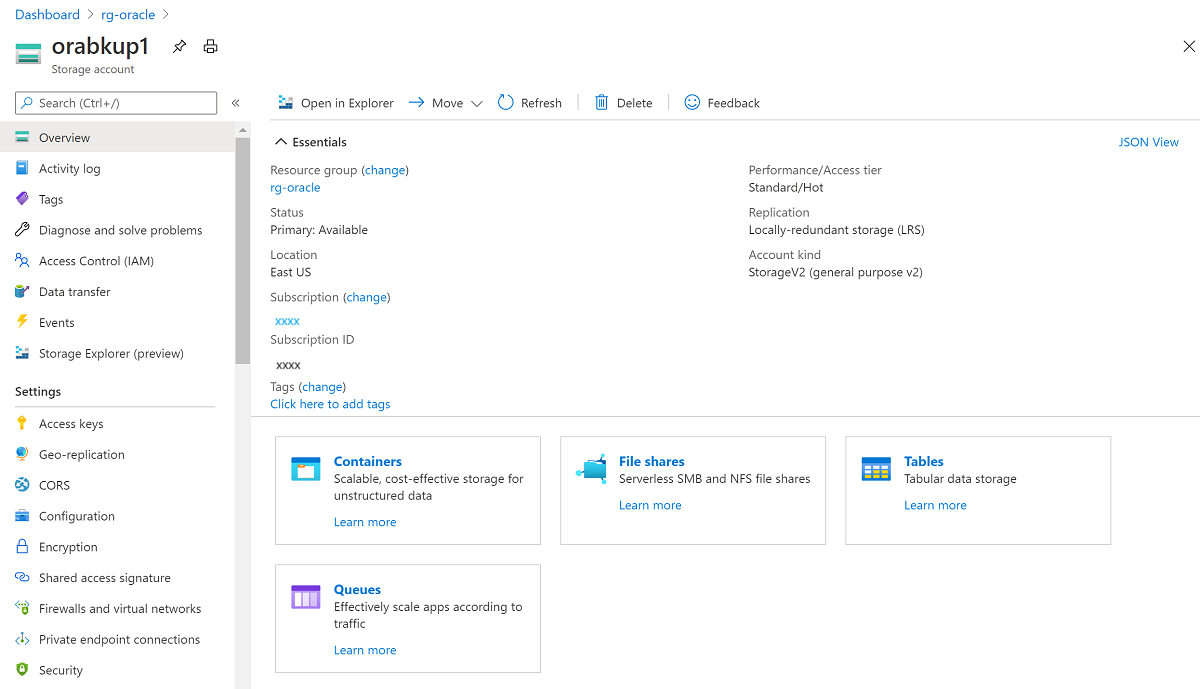 Dashboard > rg-oracle >
orabkup1
Storage account
Search (Ctrl+/)
«
Overview
Activity log
Tags
Diagnose and solve problems
Access Control (IAM)
Data transfer
Events
Storage Explorer (preview)
Settings
Access keys
Geo-replication
CORS
Configuration
Encryption
Shared access signature
Firewalls and virtual networks
Private endpoint connections
Security
Open in Explorer Move Refresh Delete Feedback
Essentials
JSON View
Resource group (change)
rg-oracle
Status
Primary: Available
Location
East US
Subscription (change)
xxxx
Subscription ID
xxxx
Tags (change)
Click here to add tags
Performance/Access tier
Standard/Hot
Replication
Locally-redundant storage (LRS)
Account kind
StorageV2 (general purpose v2)
Containers
Scalable, cost-effective storage for
unstructured data
Learn more
File shares
Serverless SMB and NFS file shares
Learn more
Tables
Tabular data storage
Learn more
Queues
Effectively scale apps according to
traffic
Learn more